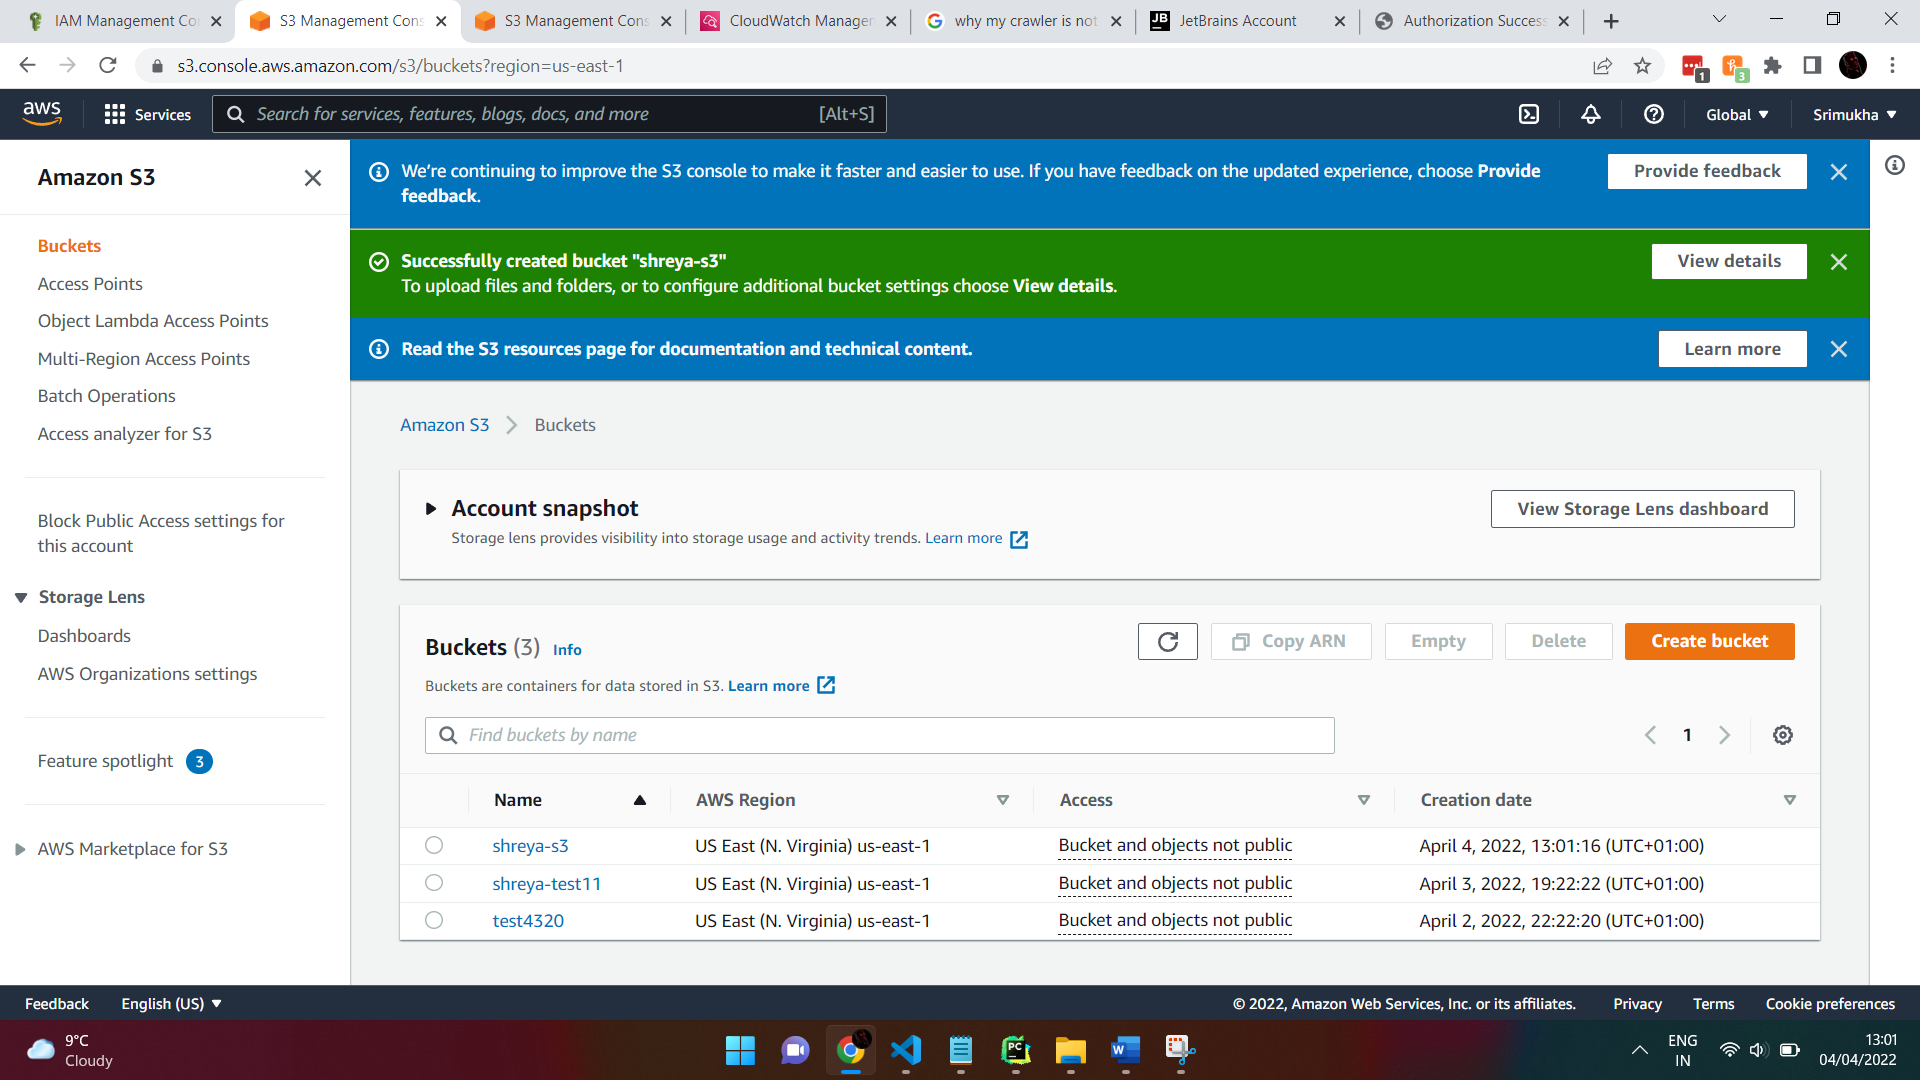 IAM Management Con
S3 Management Cons
S3 Management Cons
CloudWatch Managem
why my crawler is not
JetBrains Account
Authorization Success
s3.console.aws.amazon.com/s3/buckets?region=us-east-1
1
3
aws
Services
Search for services, features, blogs, docs, and more
[Alt+S]
Global
Srimukha
Amazon S3
Buckets
Access Points
Object Lambda Access Points
Multi-Region Access Points
Batch Operations
Access analyzer for S3
Block Public Access settings for
this account
Storage Lens
Dashboards
AWS Organizations settings
Feature spotlight 3
AWS Marketplace for S3
We’re continuing to improve the S3 console to make it faster and easier to use. If you have feedback on the updated experience, choose Provide
feedback.
Provide feedback
Successfully created bucket "shreya-s3"
To upload files and folders, or to configure additional bucket settings choose View details.
View details
Read the S3 resources page for documentation and technical content.
Learn more
Amazon S3 Buckets
Account snapshot
Storage lens provides visibility into storage usage and activity trends. Learn more
View Storage Lens dashboard
Buckets (3) Info
Buckets are containers for data stored in S3. Learn more
Copy ARN
Empty
Delete
Create bucket
Find buckets by name
1
Name AWS Region Access Creation date
shreya-s3 US East (N. Virginia) us-east-1 Bucket and objects not public April 4, 2022, 13:01:16 (UTC+01:00)
shreya-test11 US East (N. Virginia) us-east-1 Bucket and objects not public April 3, 2022, 19:22:22 (UTC+01:00)
test4320 US East (N. Virginia) us-east-1 Bucket and objects not public April 2, 2022, 22:22:20 (UTC+01:00)
Feedback English (US) © 2022, Amazon Web Services, Inc. or its affiliates. Privacy Terms Cookie preferences
9°C
Cloudy
PC
W
ENG
IN
13:01
04/04/2022